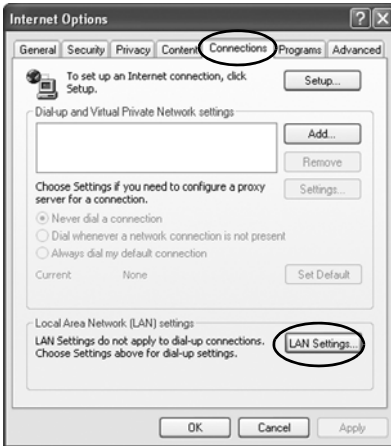 Internet Options
General Security Privacy Content Connections Programs Advanced
To set up an Internet connection, click
Setup.
Setup...
Dial-up and Virtual Private Network settings
Add...
Remove
Choose Settings if you need to configure a proxy
server for a connection.
Settings...
Never dial a connection
Dial whenever a network connection is not present
Always dial my default connection
Current None
Set Default
Local Area Network (LAN) settings
LAN Settings do not apply to dial-up connections.
Choose Settings above for dial-up settings.
LAN Settings...
OK Cancel Apply